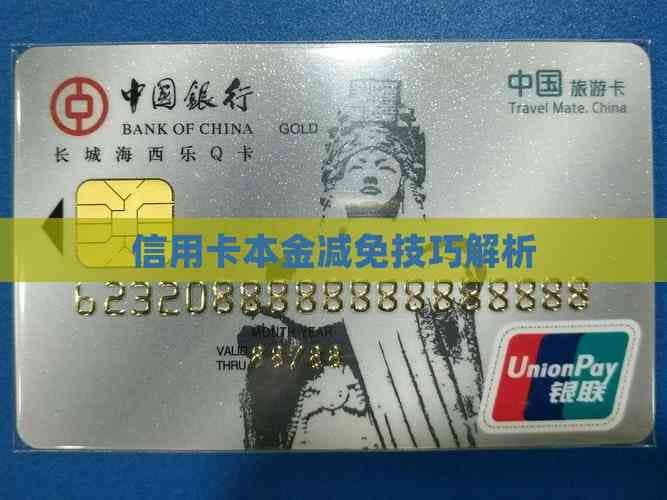 中國銀行
BANK OF CHINA
GOLD
长城海西乐Q卡
中国旅游卡
Travel Mate. China
信用卡本金减免技巧解析
6232088888888888888
MONTH YEAR
VALID THRU 88/88
UnionPay
银联